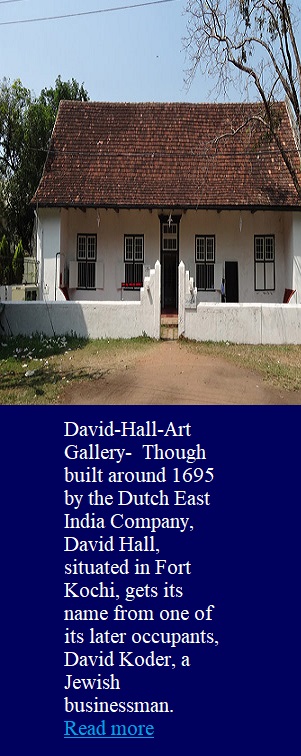 David-Hall-Art
Gallery-  Though
built around 1695
by the Dutch East
India Company,
David Hall,
situated in Fort
Kochi, gets its
name from one of
its later occupants,
David Koder, a
Jewish
businessman.
Read more